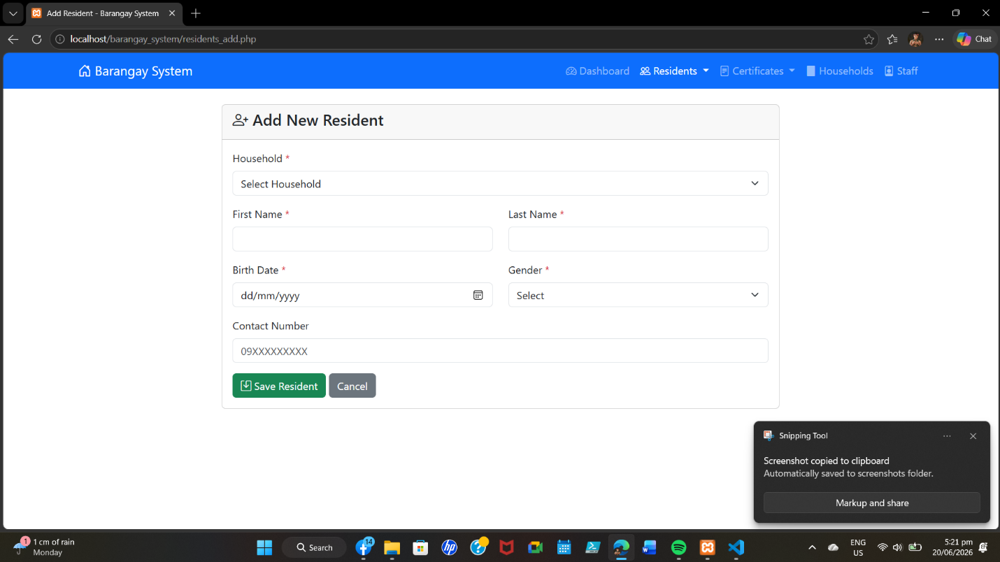 Add Resident - Barangay System
localhost/barangay_system/residents_add.php
Chat
Barangay System
Dashboard
Residents
Certificates
Households
Staff
Add New Resident
Household *
Select Household
First Name *
Last Name *
Birth Date *
Gender *
dd/mm/yyyy
Select
Contact Number
09XXXXXXXXX
Save Resident
Cancel
Snipping Tool
Screenshot copied to clipboard
Automatically saved to screenshots folder.
Markup and share
1
1 cm of rain
Monday
Search
14
ENG
US
5:21 pm
20/06/2026